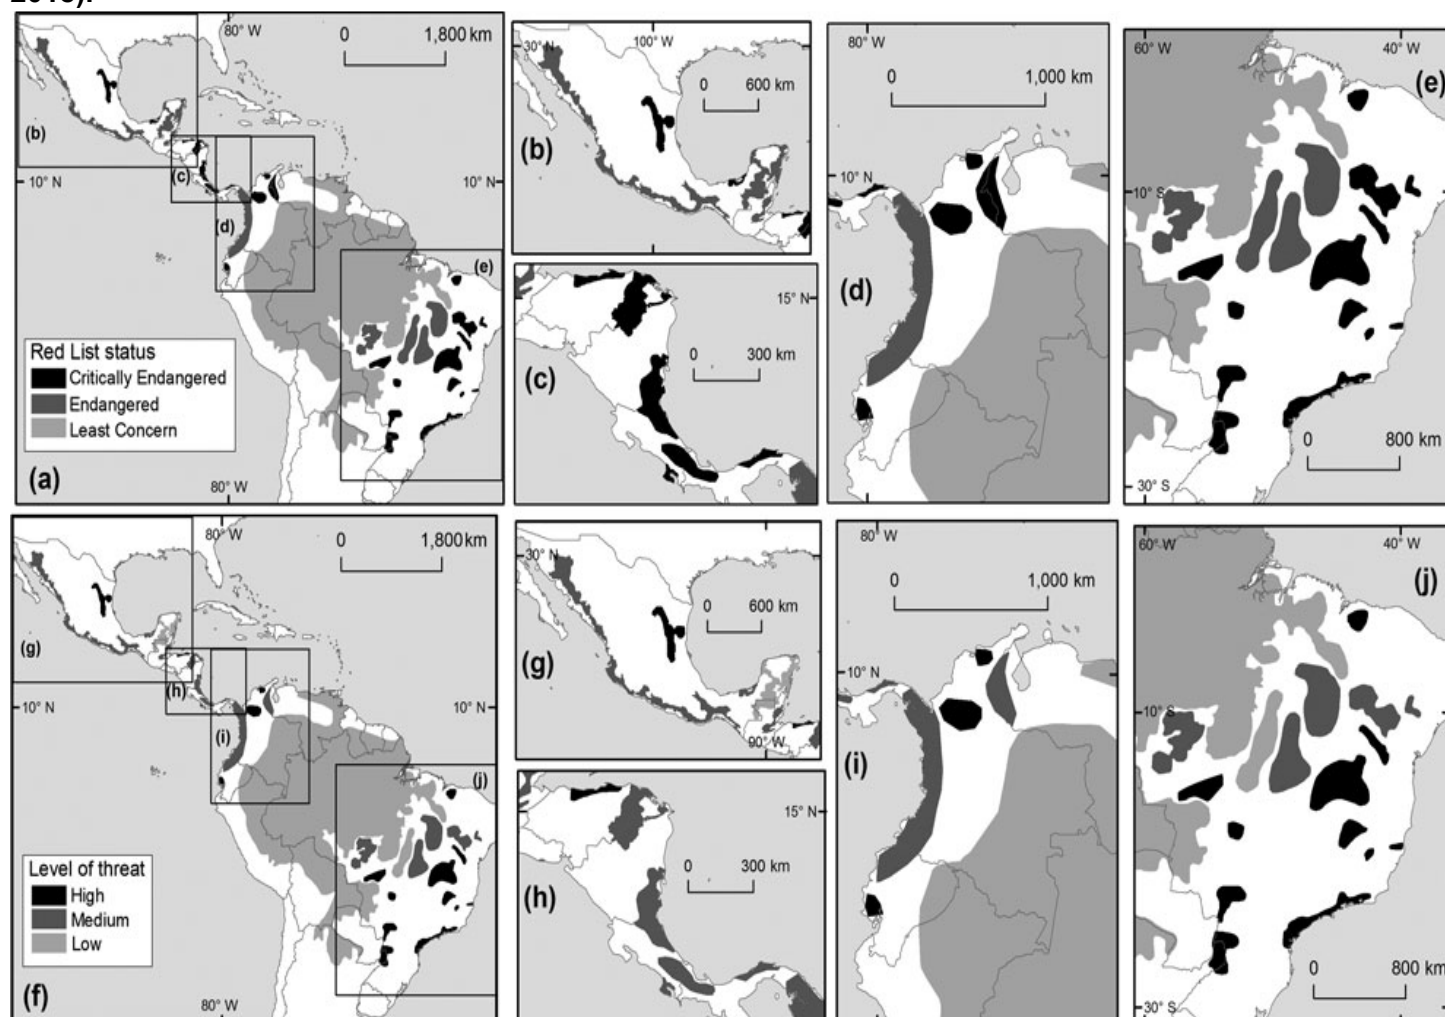 2015).
80° W
0 1,800 km
(b)
(c)
10° N
10° N
(d)
(e)
Red List status
Critically Endangered
Endangered
Least Concern
(a)
80° W
30° N
100° W
0 600 km
(b)
15° N
0 300 km
(c)
80° W
0 1,000 km
10° N
(d)
60° W
40° W
(e)
10° S
0 800 km
30° S
80° W
0 1,800 km
(g)
(h)
10° N
10° N
(i)
(j)
Level of threat
High
Medium
Low
(f)
80° W
30° N
0 600 km
(g)
90° W
15° N
0 300 km
(h)
80° W
0 1,000 km
10° N
(i)
60° W
40° W
(j)
10° S
0 800 km
30° S